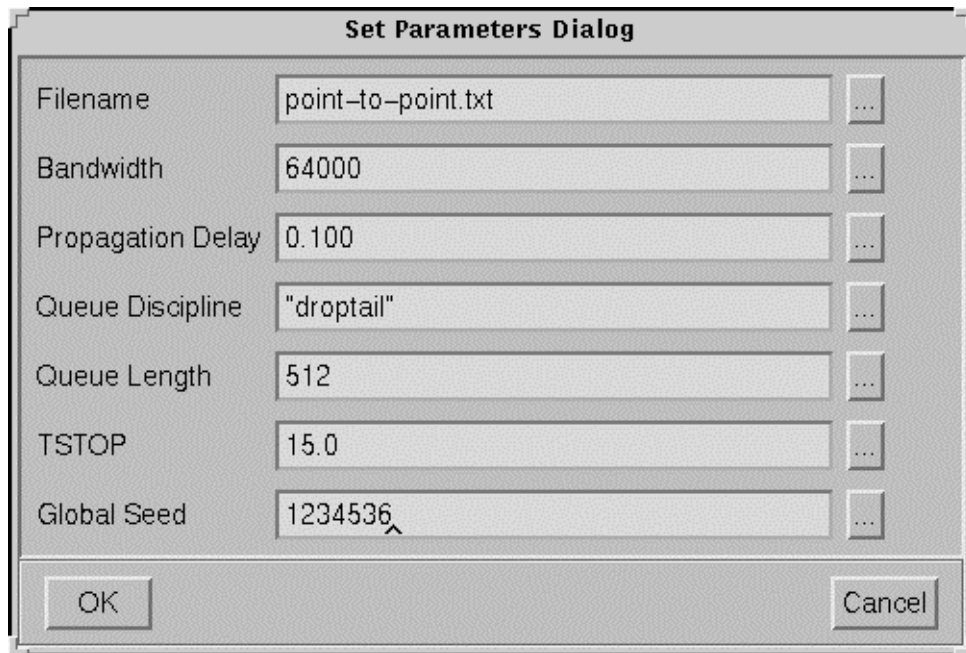 Set Parameters Dialog
Filename point-to-point.txt ...
Bandwidth 64000 ...
Propagation Delay 0.100 ...
Queue Discipline "droptail" ...
Queue Length 512 ...
TSTOP 15.0 ...
Global Seed 1234536 ...
OK Cancel